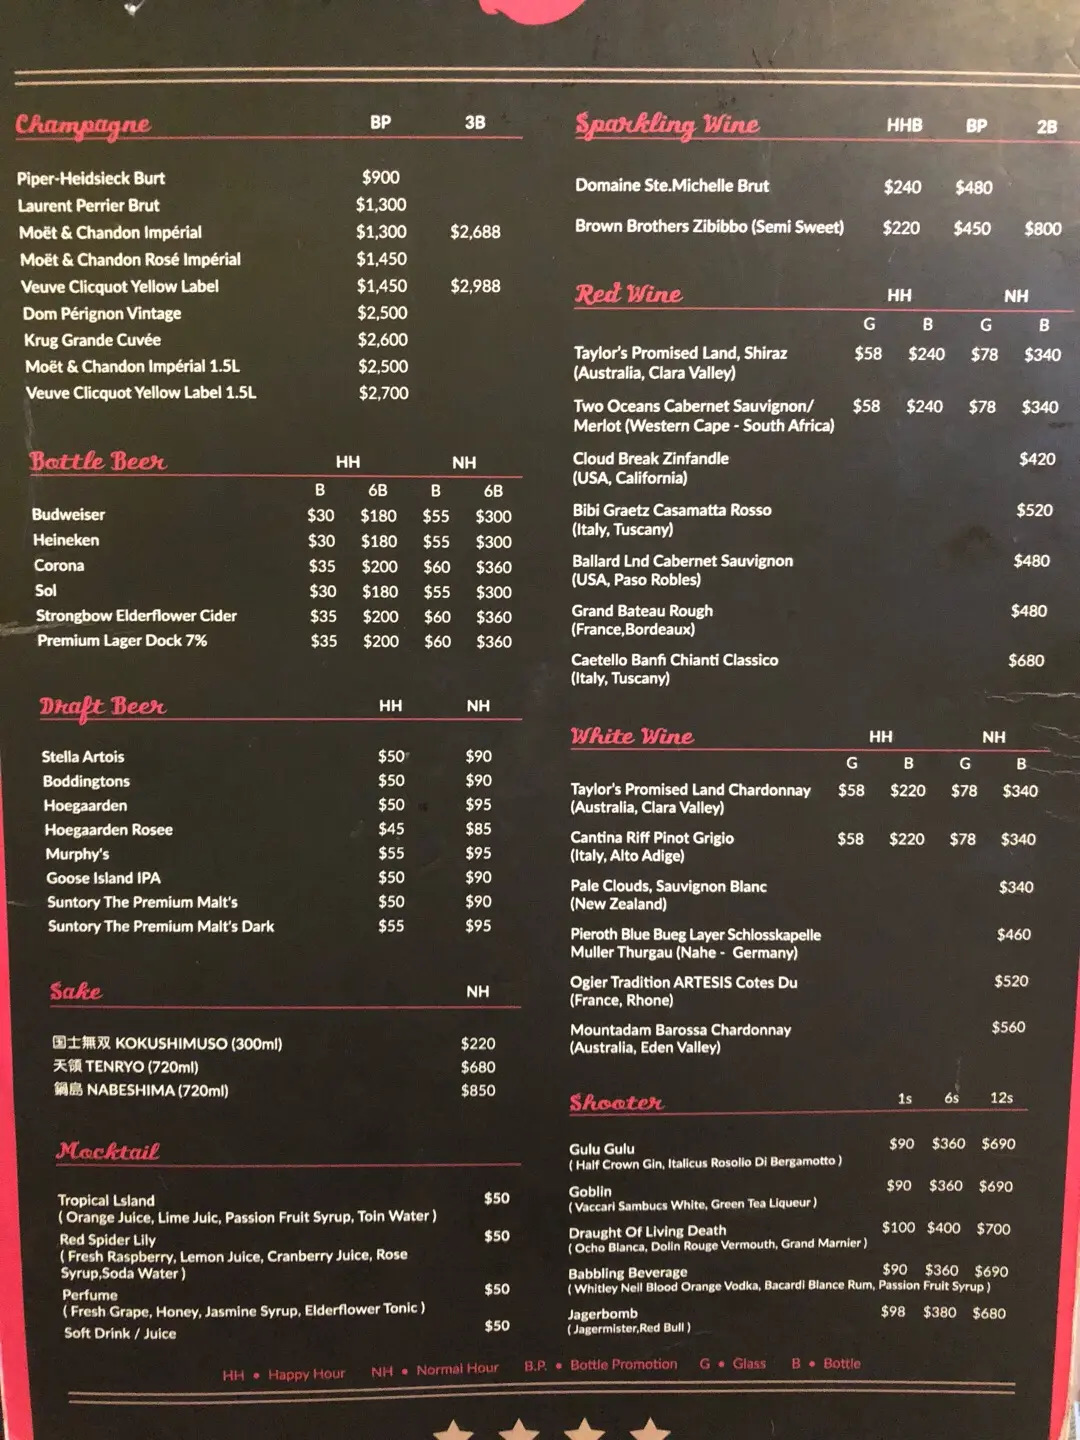 Champagne BP 3B
Piper-Heidsieck Burt $900
Laurent Perrier Brut $1,300
Moët & Chandon Impérial $1,300 $2,688
Moët & Chandon Rosé Impérial $1,450
Veuve Clicquot Yellow Label $1,450 $2,988
Dom Pérignon Vintage $2,500
Krug Grande Cuvée $2,600
Moët & Chandon Impérial 1.5L $2,500
Veuve Clicquot Yellow Label 1.5L $2,700
Bottle Beer HH NH
B 6B B 6B
Budweiser $30 $180 $55 $300
Heineken $30 $180 $55 $300
Corona $35 $200 $60 $360
Sol $30 $180 $55 $300
Strongbow Elderflower Cider $35 $200 $60 $360
Premium Lager Dock 7% $35 $200 $60 $360
Draft Beer HH NH
Stella Artois $50 $90
Boddingtons $50 $90
Hoegaarden $50 $95
Hoegaarden Rosee $45 $85
Murphy's $55 $95
Goose Island IPA $50 $90
Suntory The Premium Malt's $50 $90
Suntory The Premium Malt's Dark $55 $95
Sake NH
国士無双 KOKUSHIMUSO (300ml) $220
天領 TENRYO (720ml) $680
鍋島 NABESHIMA (720ml) $850
Mocktail
Tropical Lsland $50
( Orange Juice, Lime Juic, Passion Fruit Syrup, Toin Water )
Red Spider Lily $50
( Fresh Raspberry, Lemon Juice, Cranberry Juice, Rose
Syrup,Soda Water )
Perfume $50
( Fresh Grape, Honey, Jasmine Syrup, Elderflower Tonic )
Soft Drink / Juice $50
Sparkling Wine HHB BP 2B
Domaine Ste.Michelle Brut $240 $480
Brown Brothers Zibibbo (Semi Sweet) $220 $450 $800
Red Wine HH NH
G B G B
Taylor's Promised Land, Shiraz $58 $240 $78 $340
(Australia, Clara Valley)
Two Oceans Cabernet Sauvignon/ $58 $240 $78 $340
Merlot (Western Cape - South Africa)
Cloud Break Zinfandle $420
(USA, California)
Bibi Graetz Casamatta Rosso $520
(Italy, Tuscany)
Ballard Lnd Cabernet Sauvignon $480
(USA, Paso Robles)
Grand Bateau Rough $480
(France,Bordeaux)
Caetello Banfi Chianti Classico $680
(Italy, Tuscany)
White Wine HH NH
G B G B
Taylor's Promised Land Chardonnay $58 $220 $78 $340
(Australia, Clara Valley)
Cantina Riff Pinot Grigio $58 $220 $78 $340
(Italy, Alto Adige)
Pale Clouds, Sauvignon Blanc $340
(New Zealand)
Pieroth Blue Bueg Layer Schlosskapelle $460
Muller Thurgau (Nahe - Germany)
Ogier Tradition ARTESIS Cotes Du $520
(France, Rhone)
Mountadam Barossa Chardonnay $560
(Australia, Eden Valley)
Shooter 1s 6s 12s
Gulu Gulu $90 $360 $690
( Half Crown Gin, Italicus Rosolio Di Bergamotto )
Goblin $90 $360 $690
( Vaccari Sambucs White, Green Tea Liqueur )
Draught Of Living Death $100 $400 $700
( Ocho Blanca, Dolin Rouge Vermouth, Grand Marnier )
Babbling Beverage $90 $360 $690
( Whitley Neil Blood Orange Vodka, Bacardi Blance Rum, Passion Fruit Syrup )
Jagerbomb $98 $380 $680
( Jagermister,Red Bull )
HH • Happy Hour NH • Normal Hour B.P. • Bottle Promotion G • Glass B • Bottle